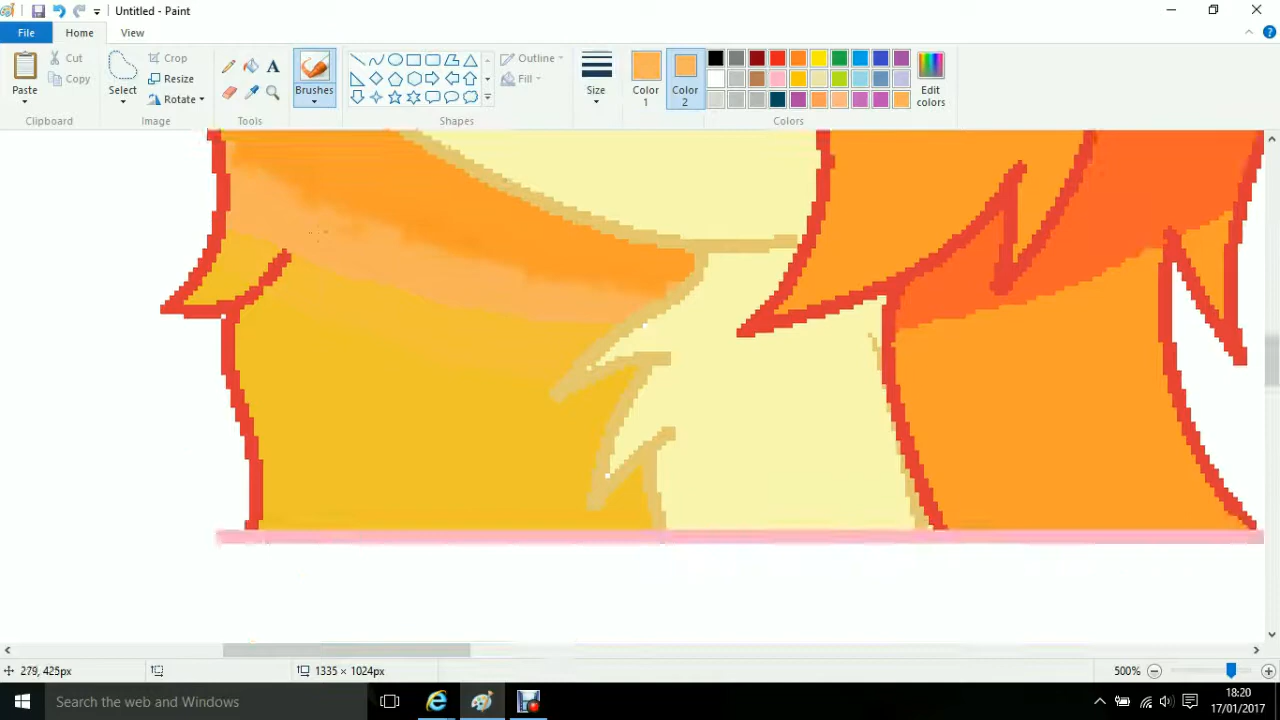 Untitled - Paint
File
Home
View
Paste
Cut
Copy
Clipboard
Select
Crop
Resize
Rotate
Image
A
Tools
Brushes
Outline
Fill
Shapes
Size
Color 1
Color 2
Edit colors
Colors
279, 425px
1335 × 1024px
500%
Search the web and Windows
18:20
17/01/2017